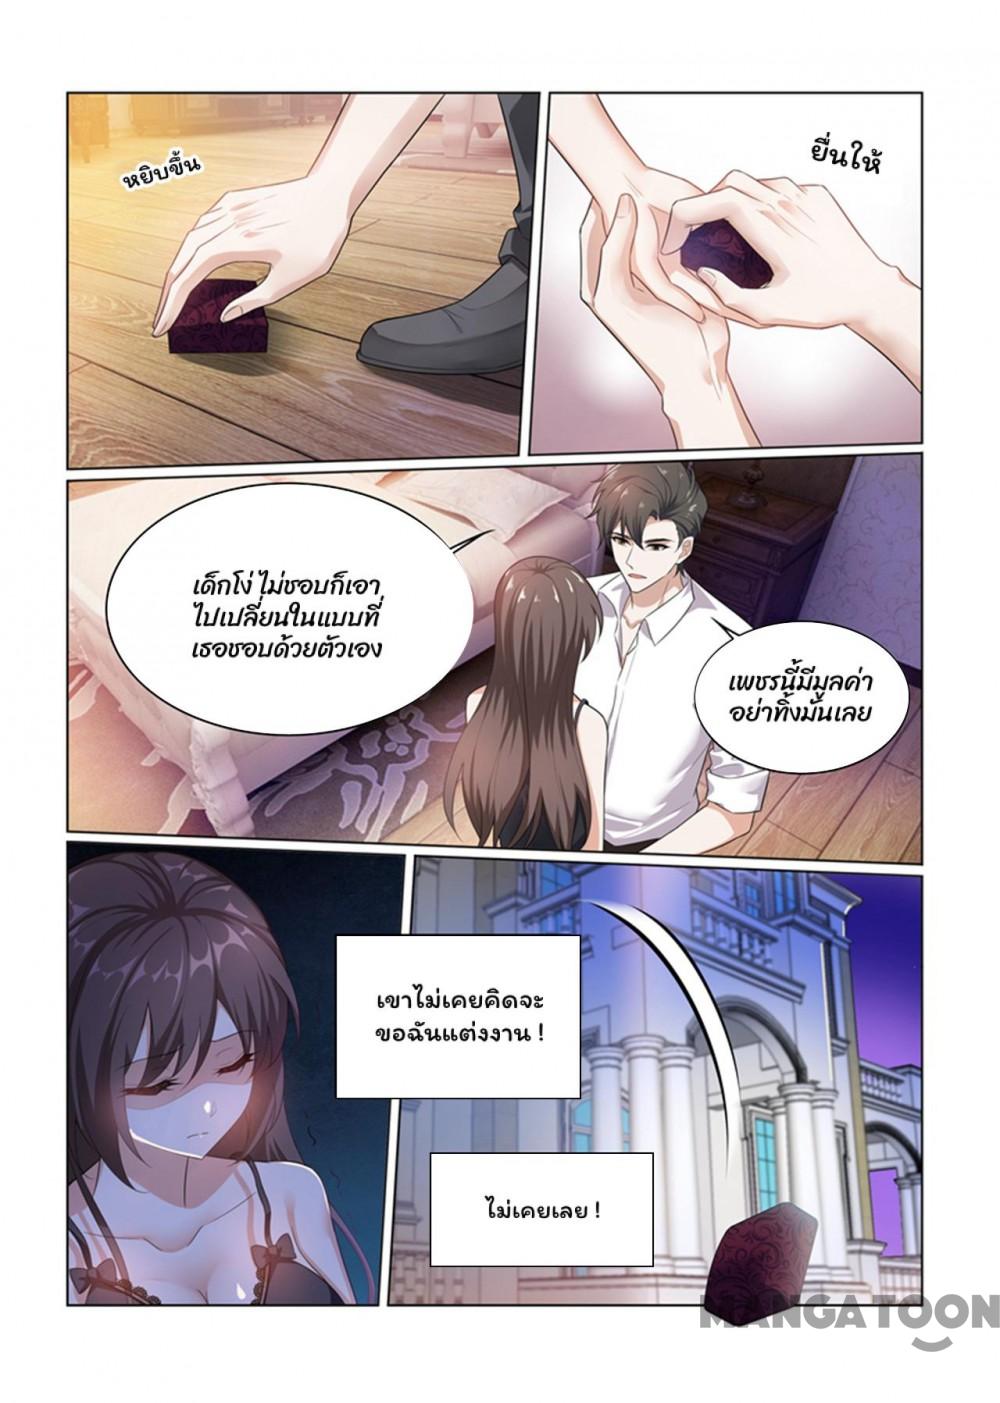 หยิบขึ้น
ยื่นให้
เด็กโง่ ไม่ชอบก็เอา
ไปเปลี่ยนในแบบที่
เธอชอบด้วยตัวเอง
เพชรนี้มีมูลค่า
อย่าทิ้งมันเลย
เขาไม่เคยคิดจะ
ขอฉันแต่งงาน !
ไม่เคยเลย !
MANGATOON